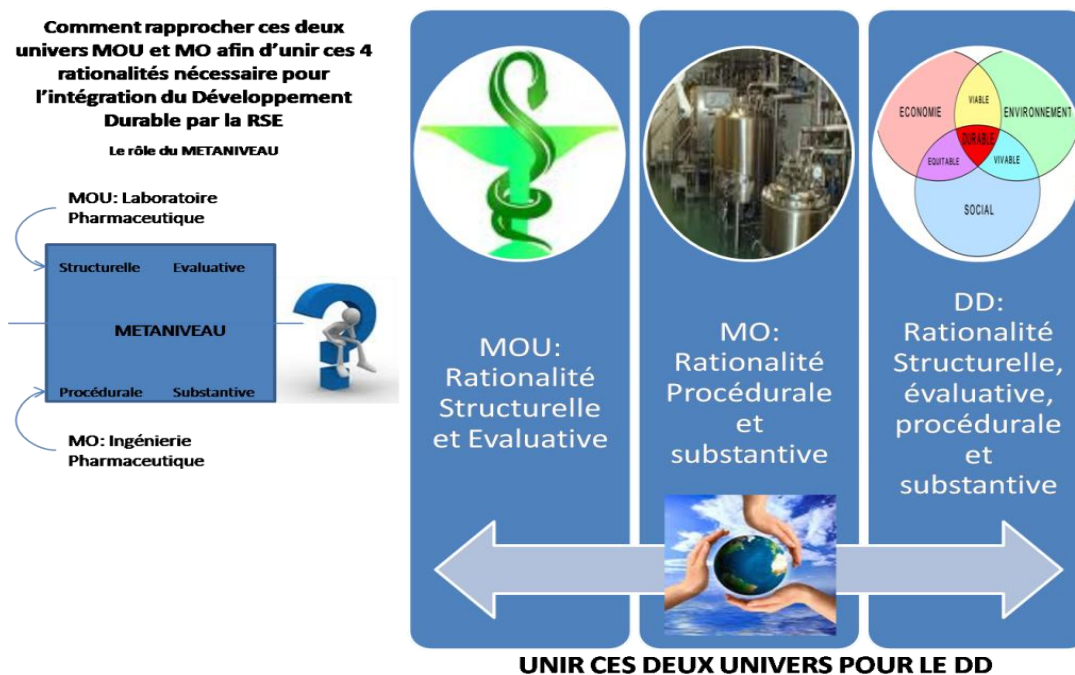 Comment rapprocher ces deux
univers MOU et MO afin d'unir ces 4
rationalités nécessaire pour
l'intégration du Développement
Durable par la RSE
Le rôle du METANIVEAU
MOU: Laboratoire
Pharmaceutique
Structurelle Evaluative
METANIVEAU
Procédurale Substantive
MO: Ingénierie
Pharmaceutique
MOU:
Rationalité
Structurelle
et Evaluative
MO:
Rationalité
Procédurale
et
substantive
ECONOMIE
VIABLE
ENVIRONNEMENT
DURABLE
EQUITABLE
VIVABLE
SOCIAL
DD:
Rationalité
Structurelle,
évaluative,
procédurale
et
substantive
UNIR CES DEUX UNIVERS POUR LE DD